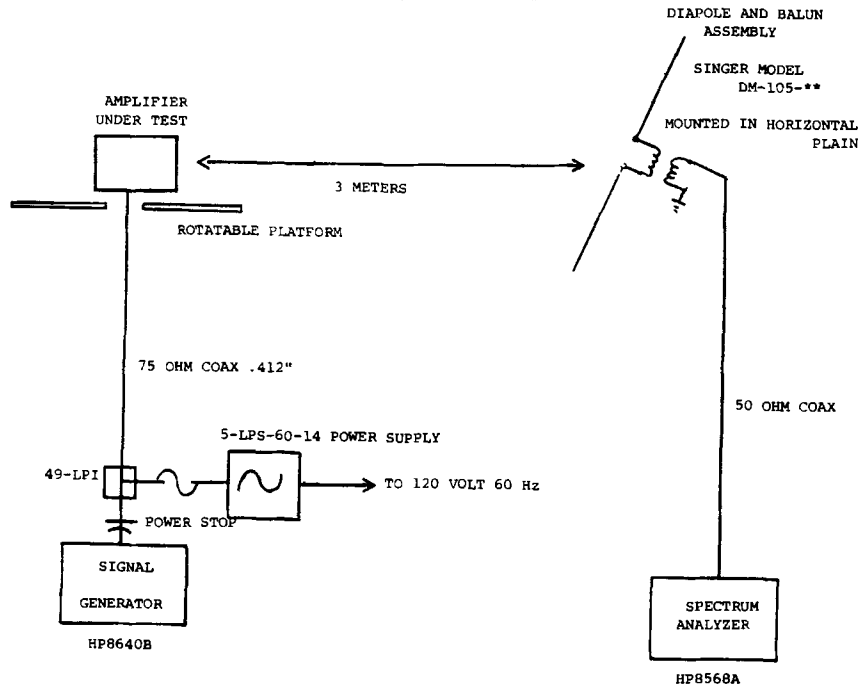 DIAPOLE AND BALUN
ASSEMBLY
SINGER MODEL
DM-105-**
MOUNTED IN HORIZONTAL
PLAIN
AMPLIFIER
UNDER TEST
3 METERS
ROTATABLE PLATFORM
75 OHM COAX .412"
50 OHM COAX
5-LPS-60-14 POWER SUPPLY
49-LPI
TO 120 VOLT 60 Hz
POWER STOP
SIGNAL
GENERATOR
HP8640B
SPECTRUM
ANALYZER
HP8568A